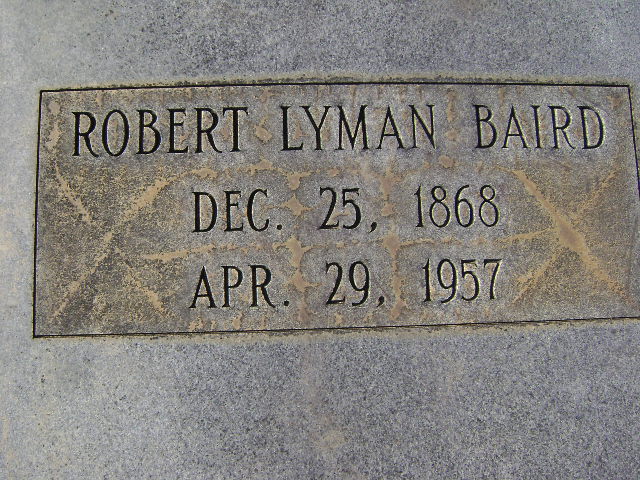 ROBERT LYMAN BAIRD
DEC. 25, 1868
APR. 29, 1957